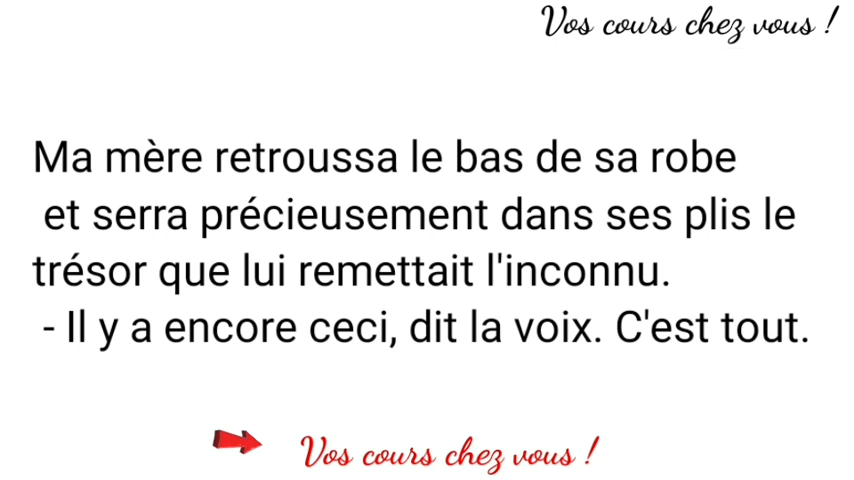 Vos cours chez vous !
Ma mère retroussa le bas de sa robe
et serra précieusement dans ses plis le
trésor que lui remettait l'inconnu.
- Il y a encore ceci, dit la voix. C'est tout.
Vos cours chez vous !